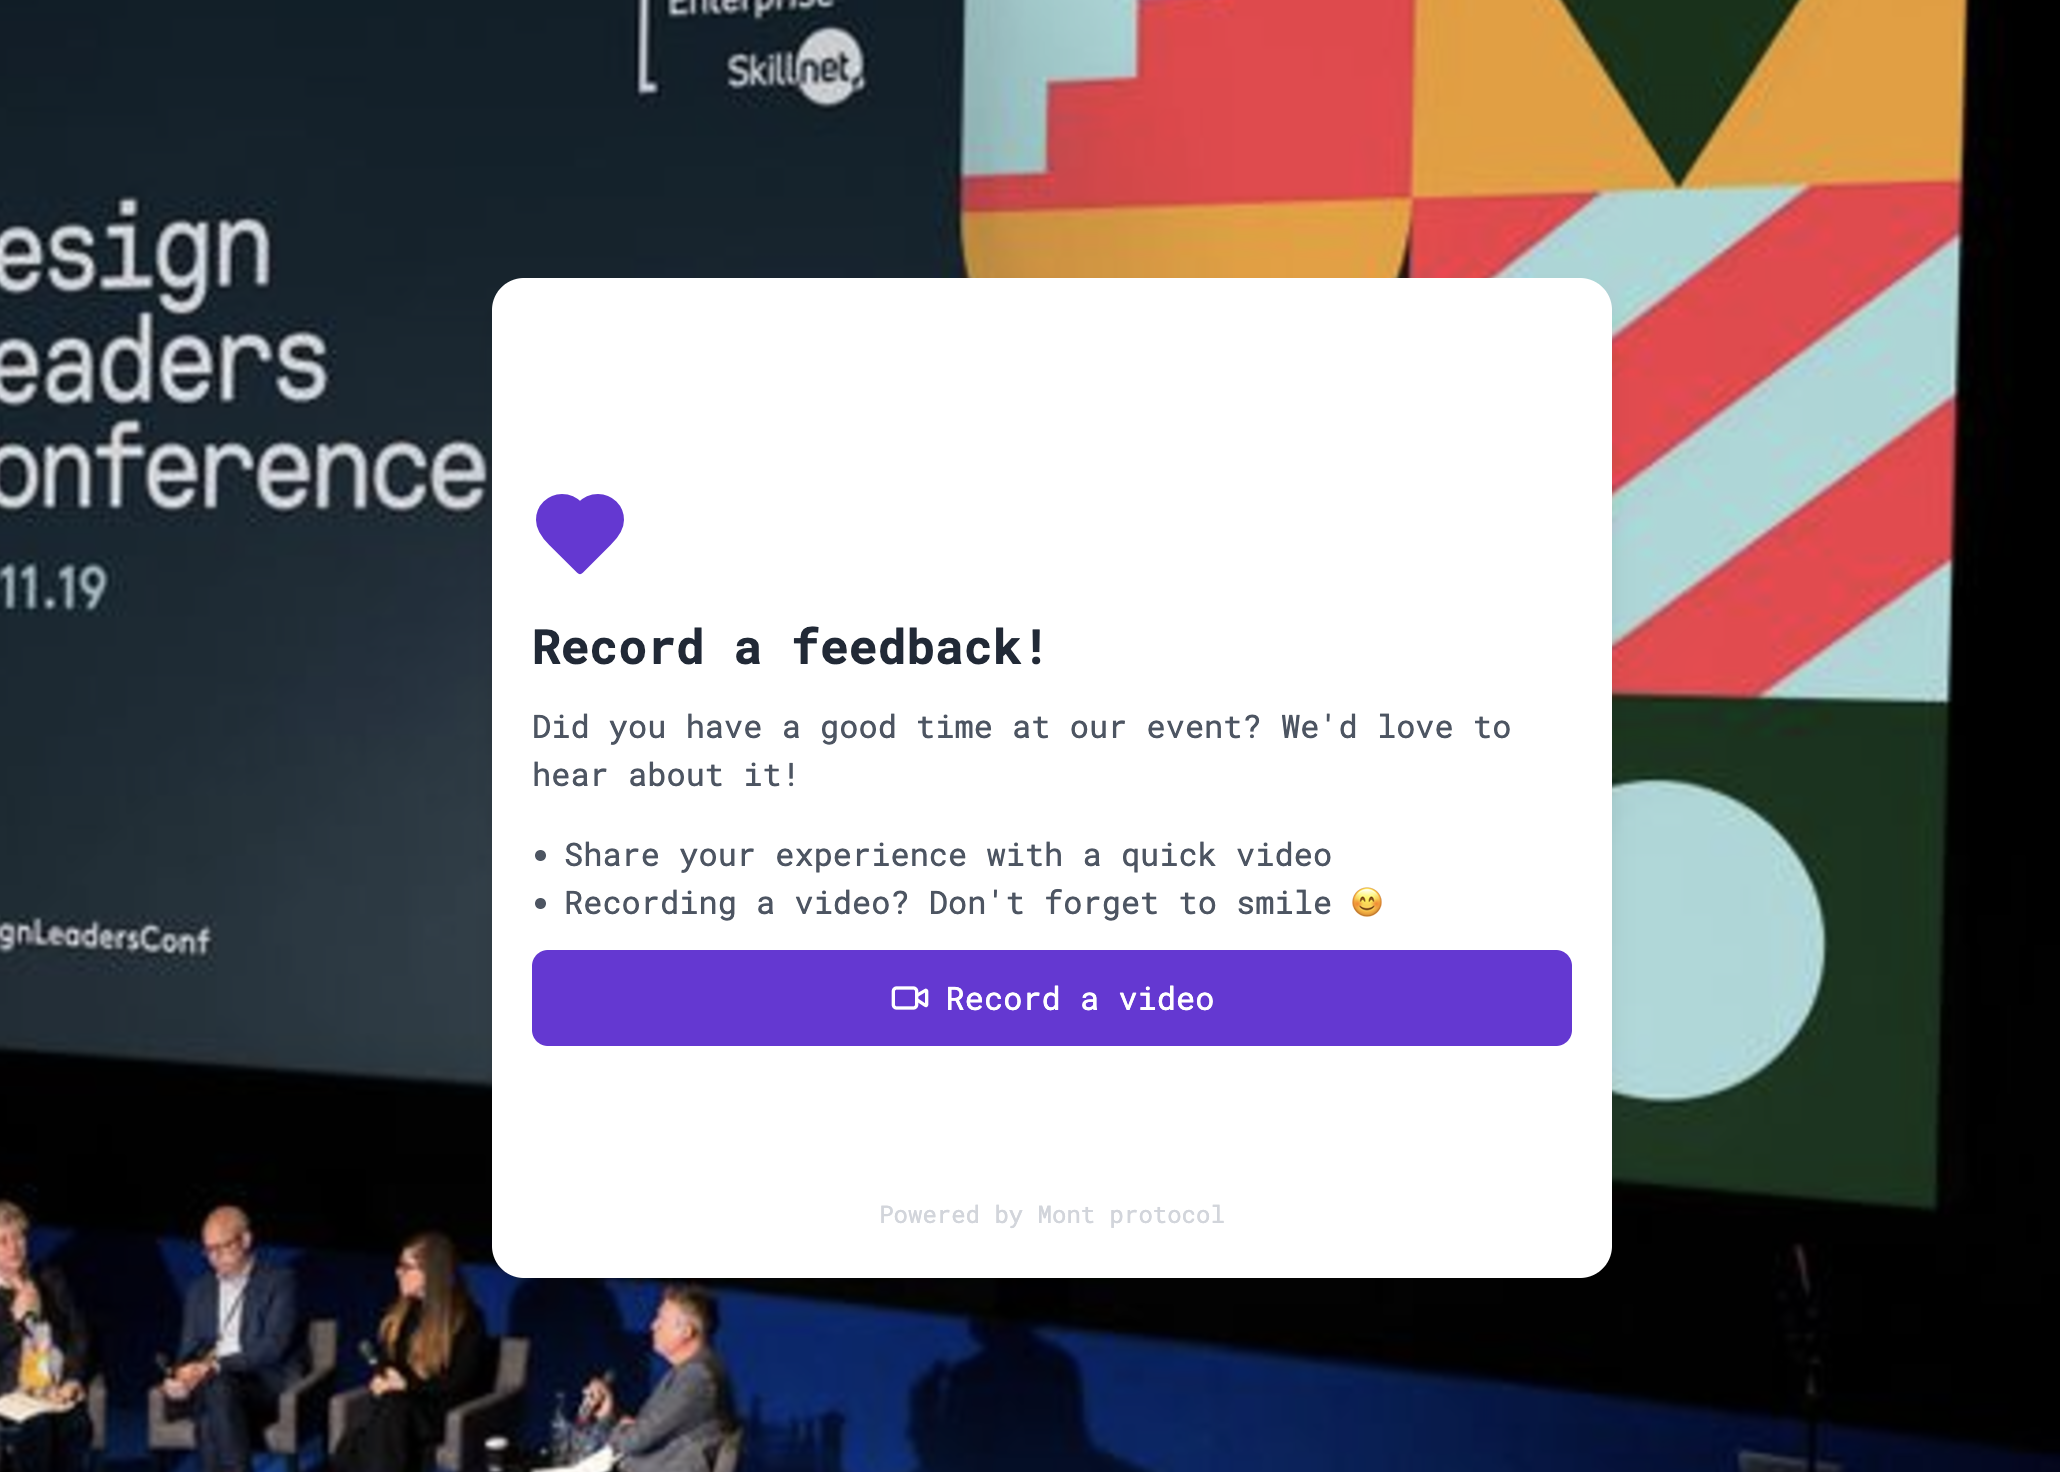 Enterprise
Skillnet
esign
eaders
onference
11.19
gnLeadersConf
Record a feedback!
Did you have a good time at our event? We'd love to
hear about it!
• Share your experience with a quick video
• Recording a video? Don't forget to smile 😊
Record a video
Powered by Mont protocol